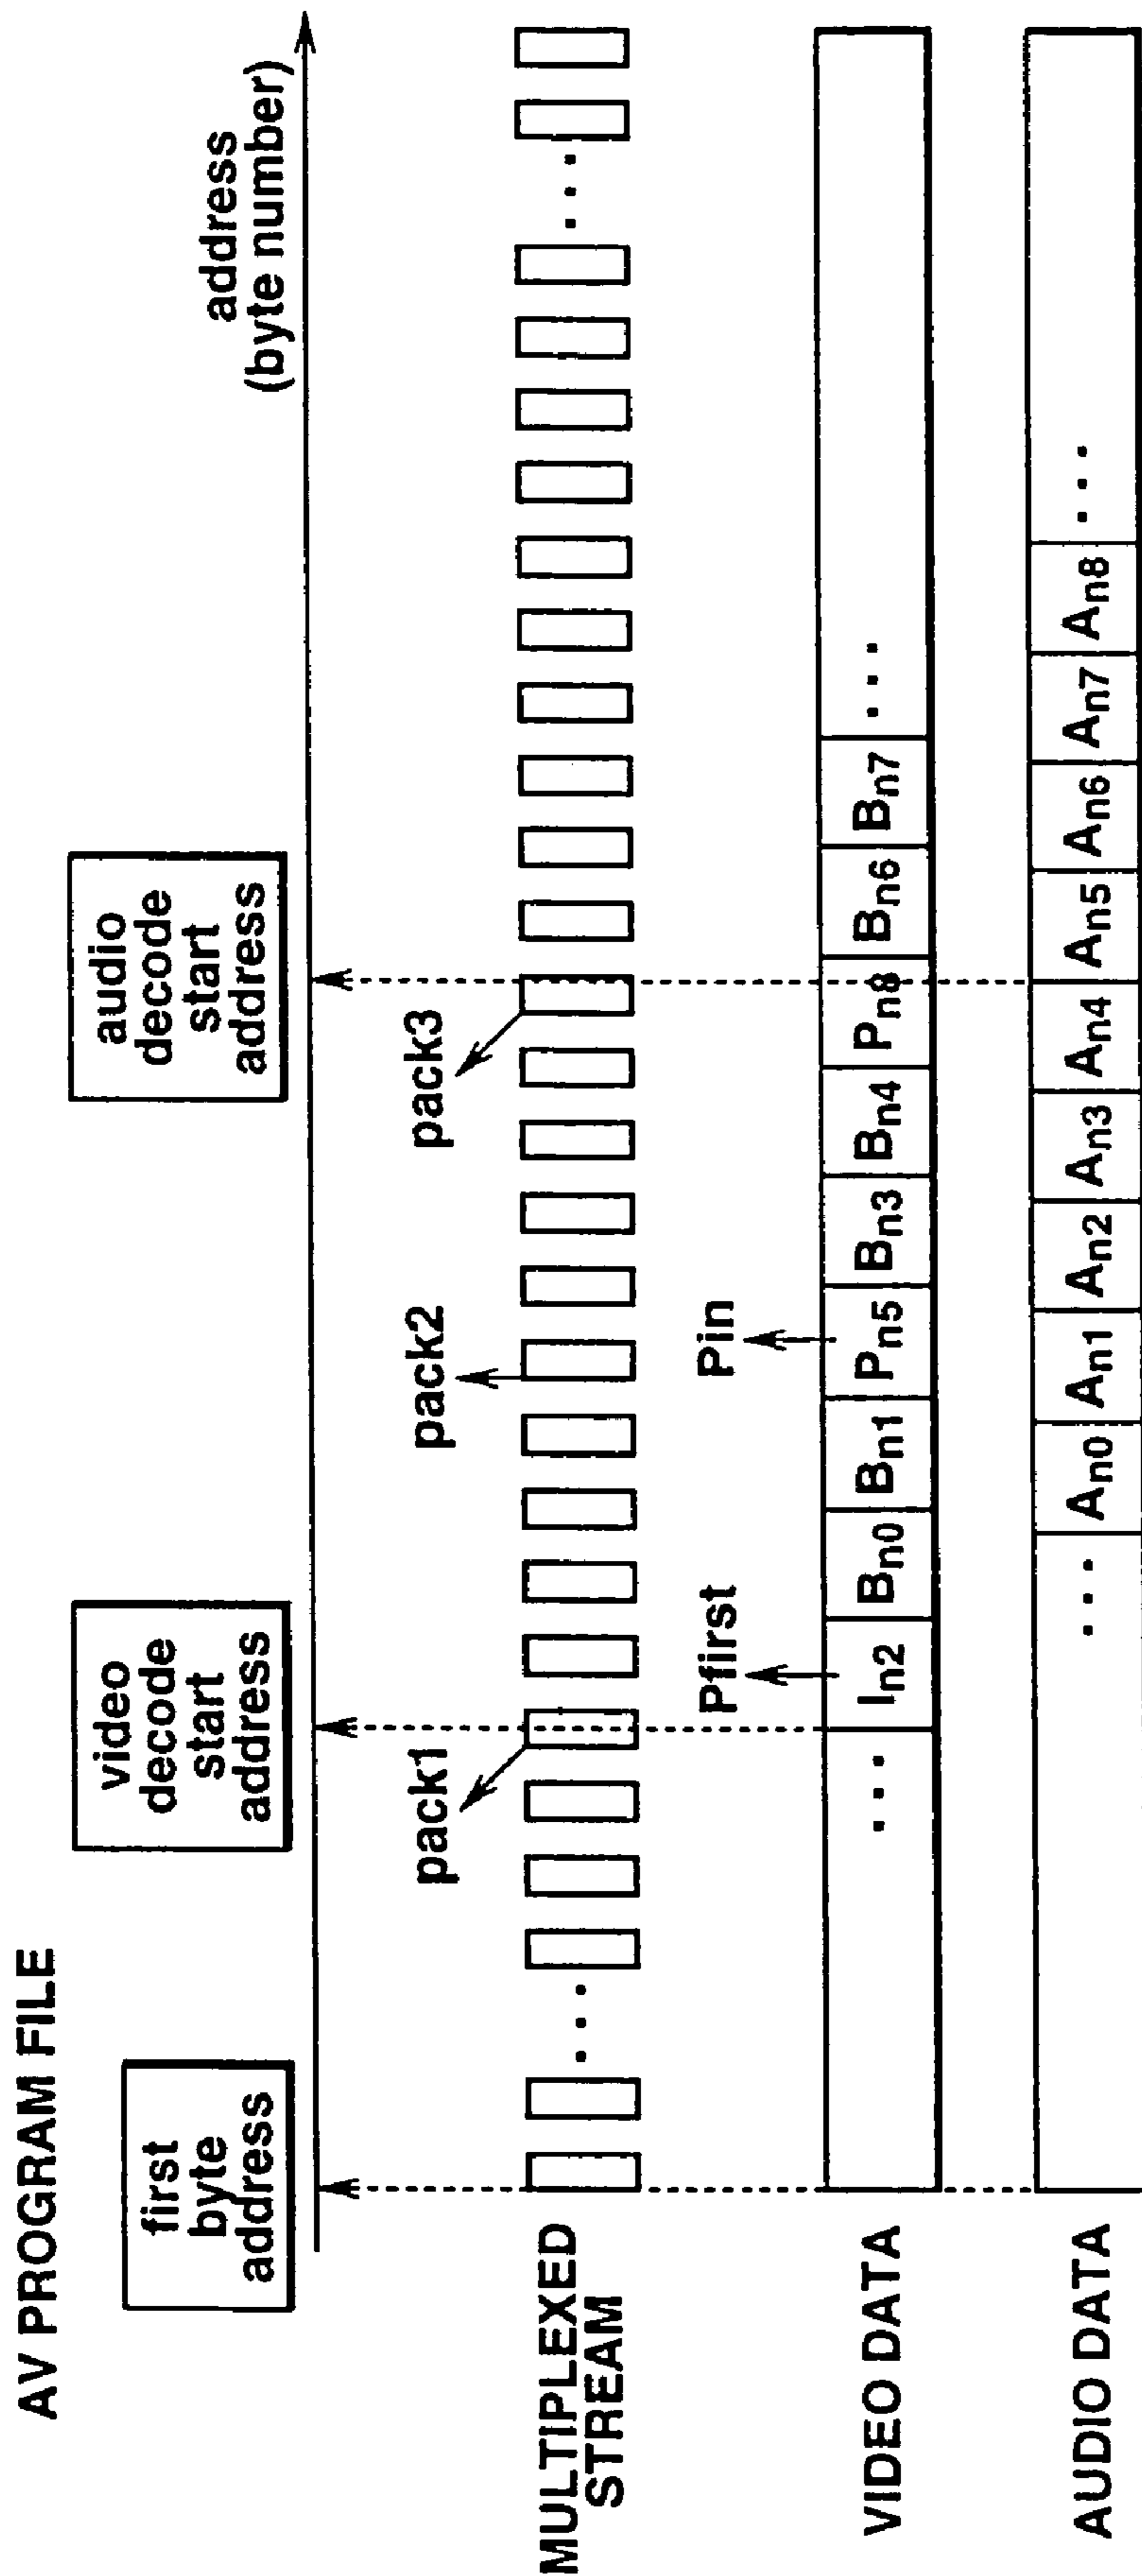 AV PROGRAM FILE
first
byte
address
video
decode
start
address
audio
decode
start
address
address
(byte number)
pack1
pack2
pack3
MULTIPLEXED
STREAM
...
...
Pfirst
Pin
VIDEO DATA
... In2 Bn0 Bn1 Pn5 Bn3 Bn4 Pn8 Bn6 Bn7 ...
AUDIO DATA
... An0 An1 An2 An3 An4 An5 An6 An7 An8 ...